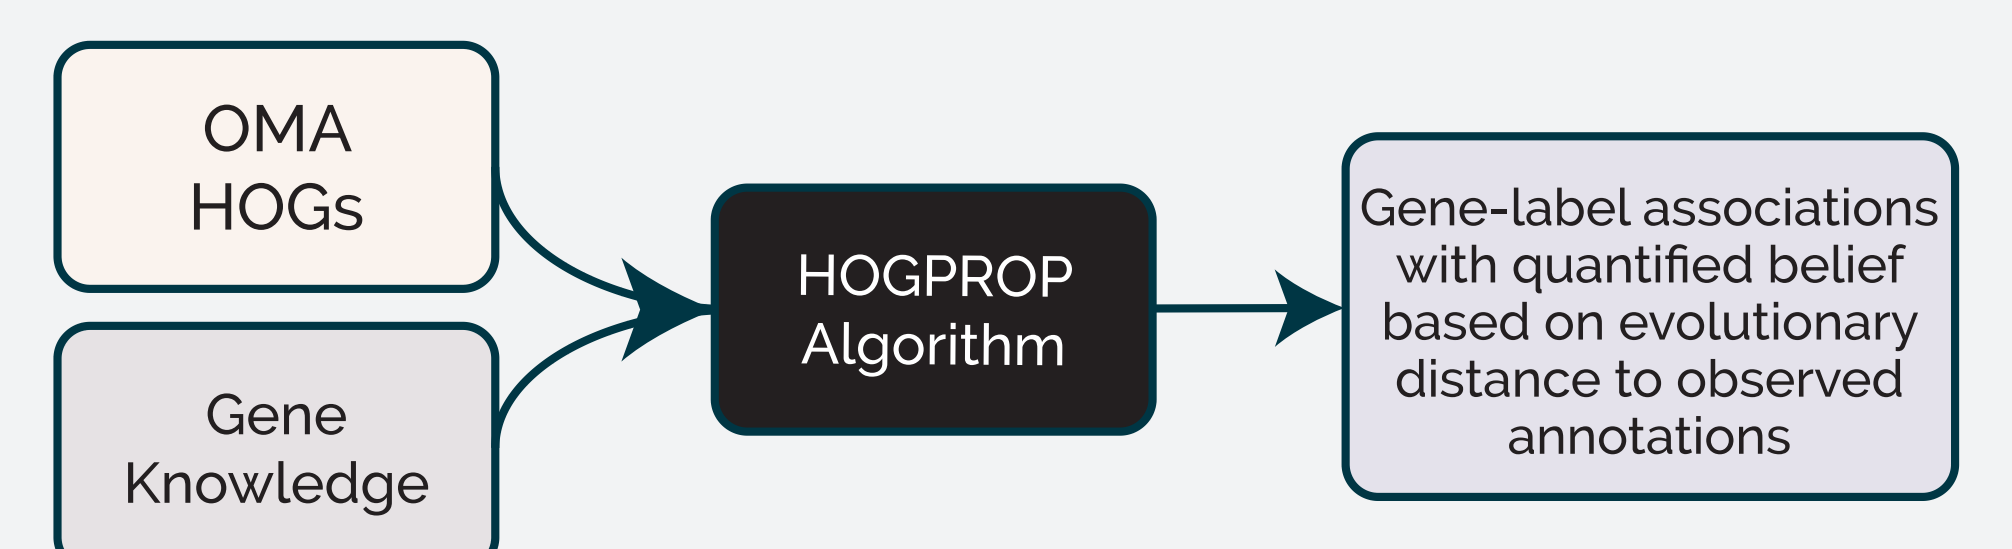 OMA
HOGs
Gene
Knowledge
HOGPROP
Algorithm
Gene-label associations
with quantified belief
based on evolutionary
distance to observed
annotations